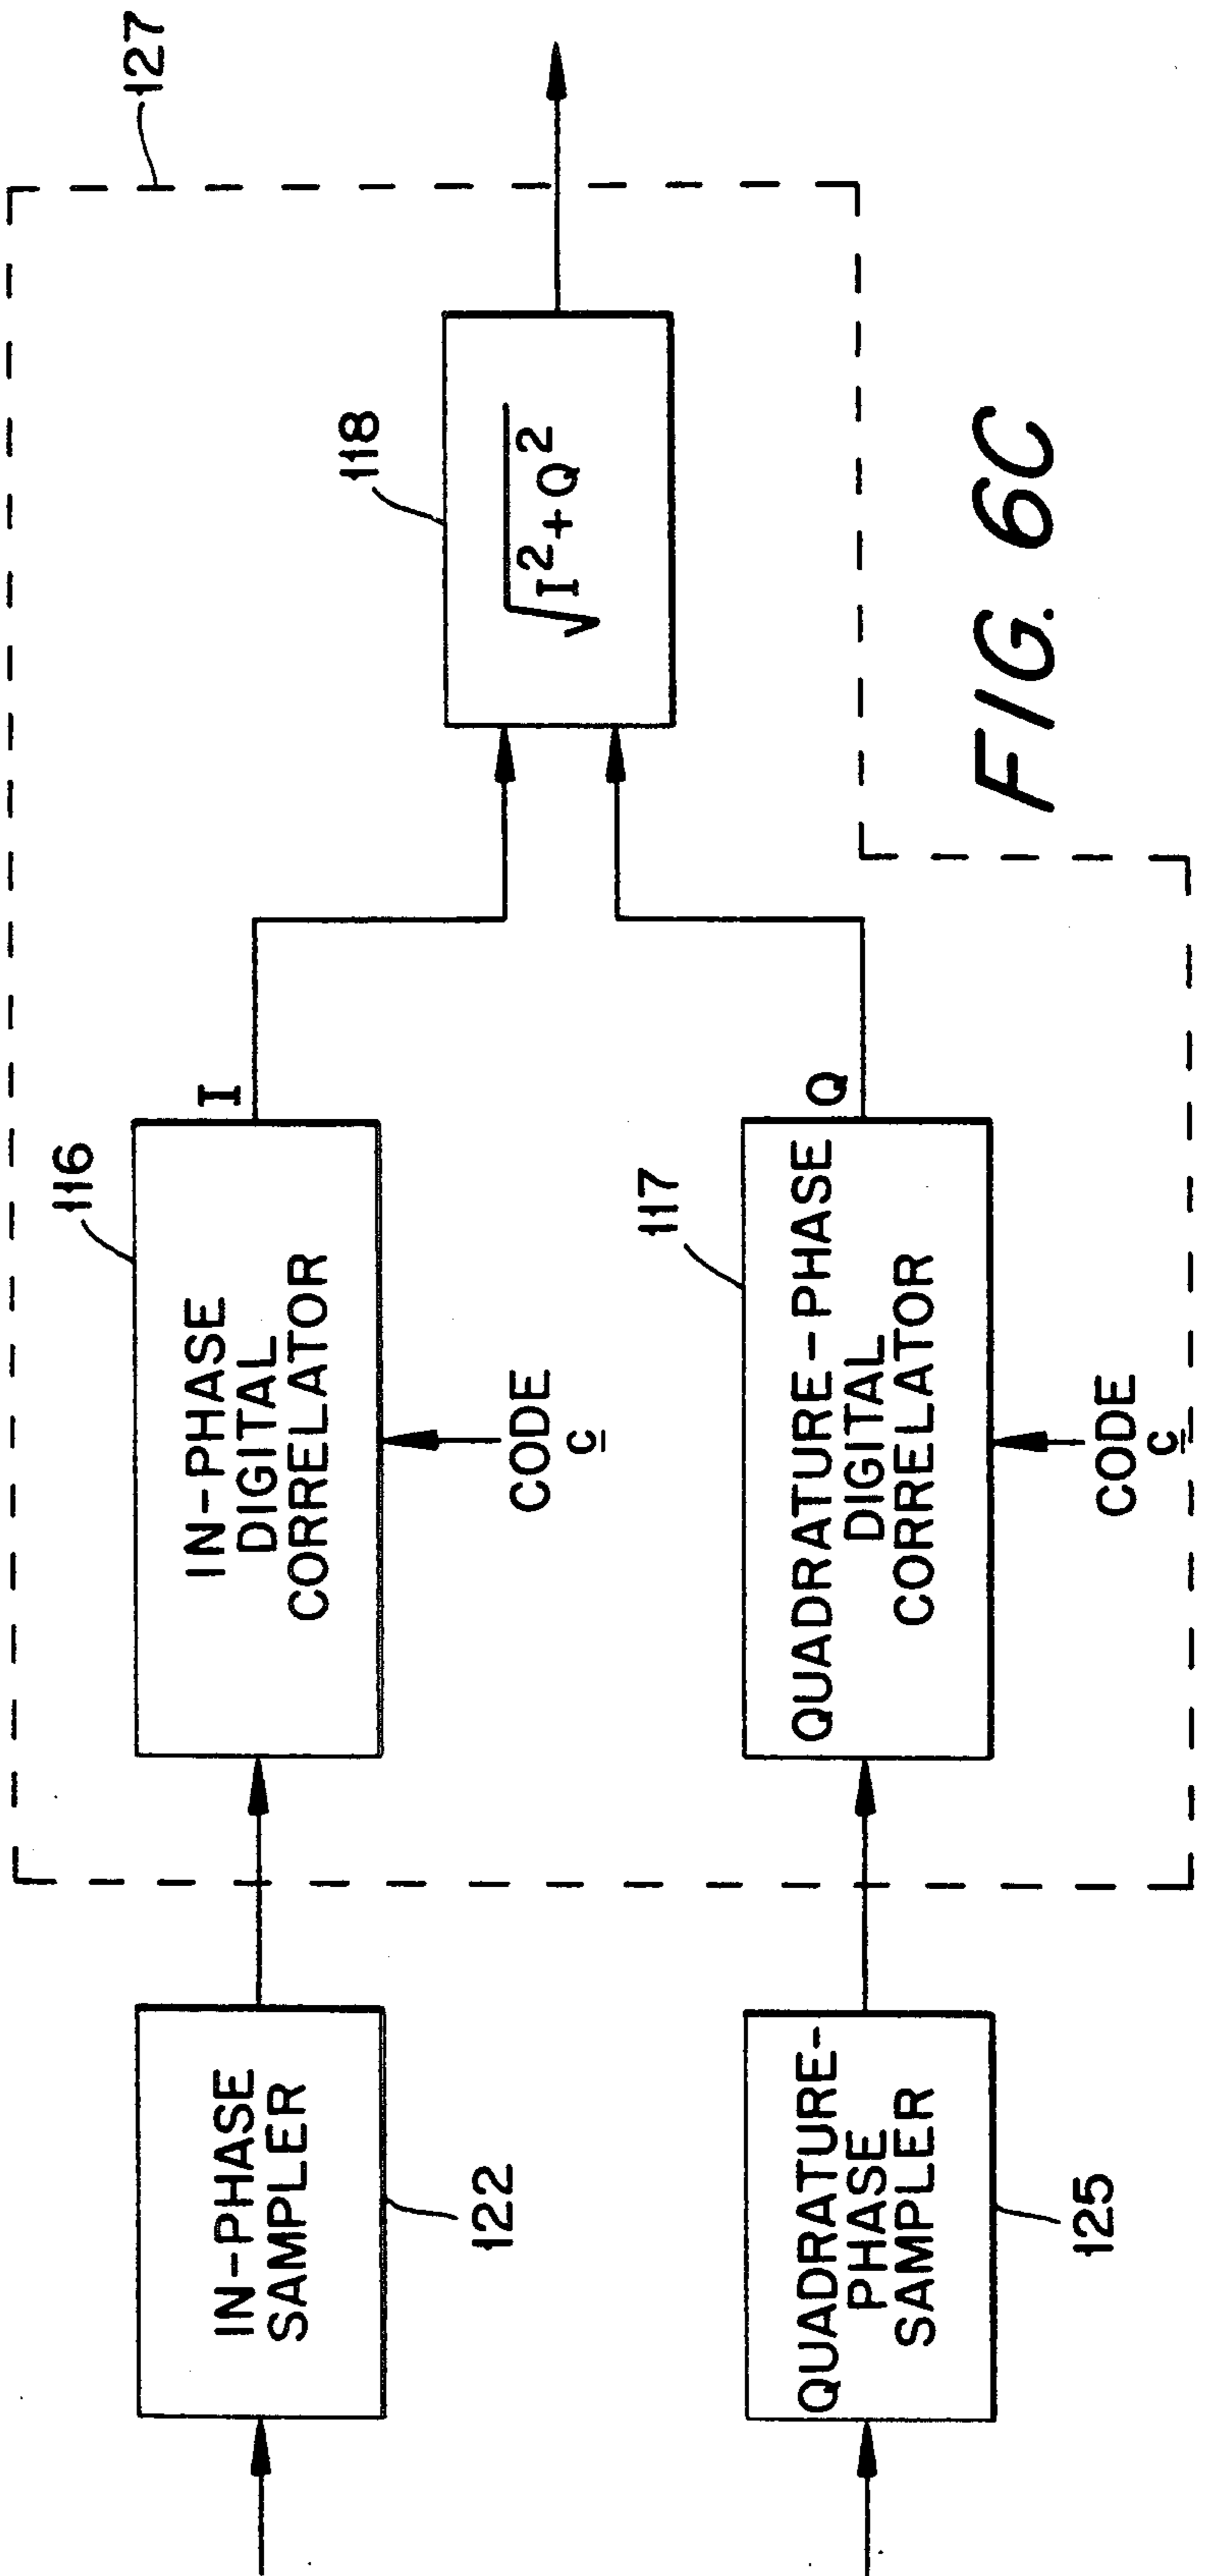 127
116
IN-PHASE
DIGITAL
CORRELATOR
I
CODE
c
118
√I²+Q²
IN-PHASE
SAMPLER
122
117
QUADRATURE-PHASE
DIGITAL
CORRELATOR
Q
CODE
c
QUADRATURE-
PHASE
SAMPLER
125
FIG. 6C